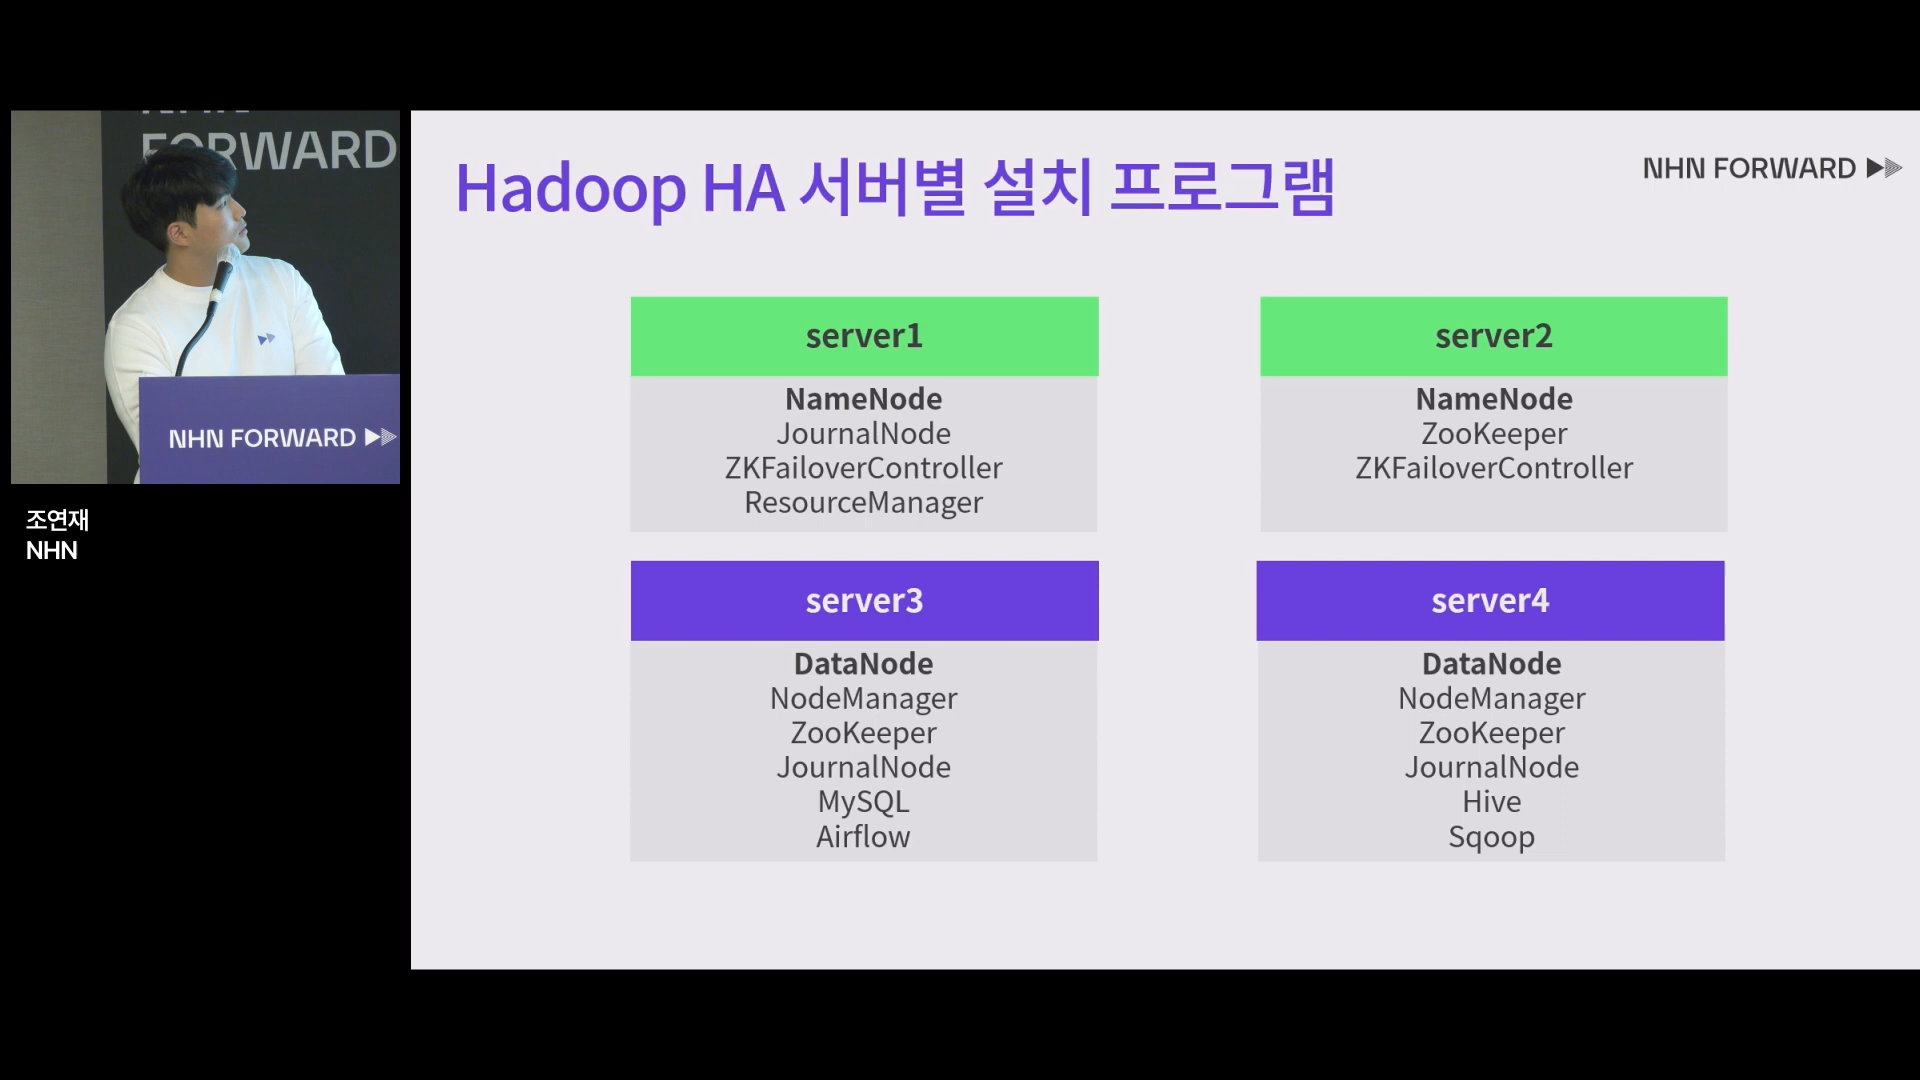 FORWARD
NHN FORWARD
조연재
NHN
Hadoop HA 서버별 설치 프로그램
NHN FORWARD
server1
NameNode
JournalNode
ZKFailoverController
ResourceManager
server2
NameNode
ZooKeeper
ZKFailoverController
server3
DataNode
NodeManager
ZooKeeper
JournalNode
MySQL
Airflow
server4
DataNode
NodeManager
ZooKeeper
JournalNode
Hive
Sqoop